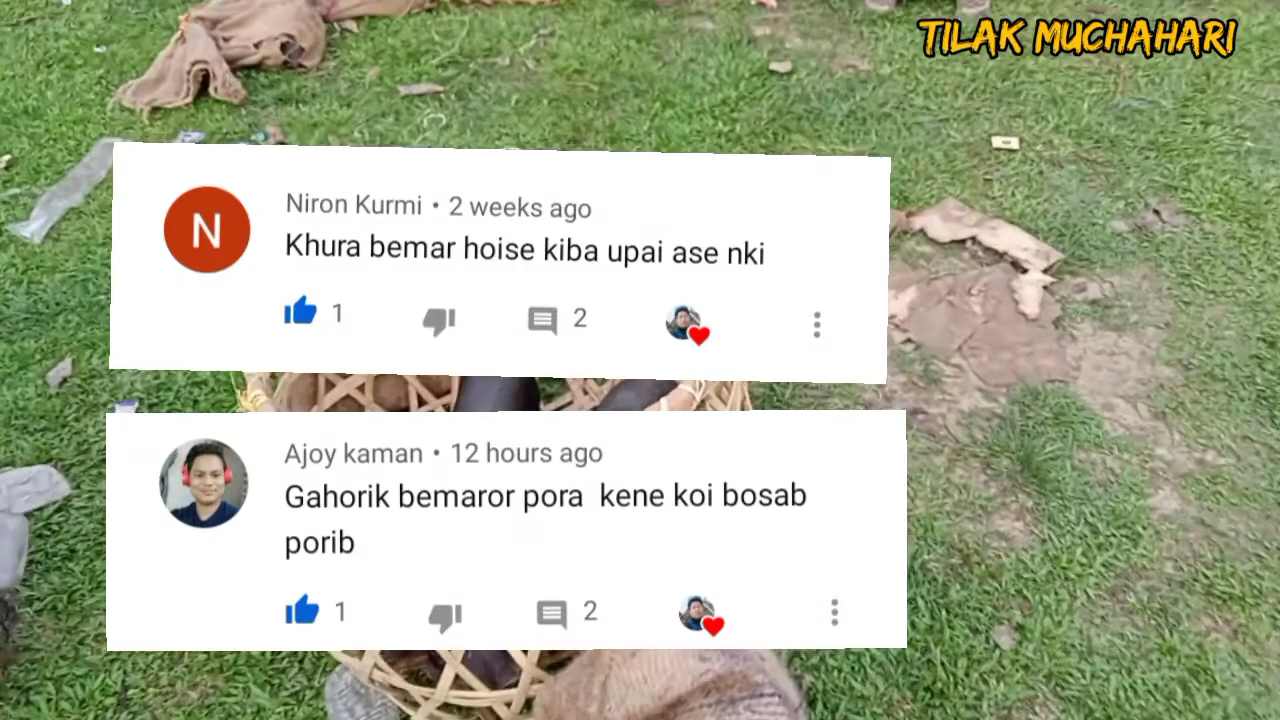 TILAK MUCHAHARI
N
Niron Kurmi • 2 weeks ago
Khura bemar hoise kiba upai ase nki
1
2
Ajoy kaman • 12 hours ago
Gahorik bemaror pora kene koi bosab
porib
1
2